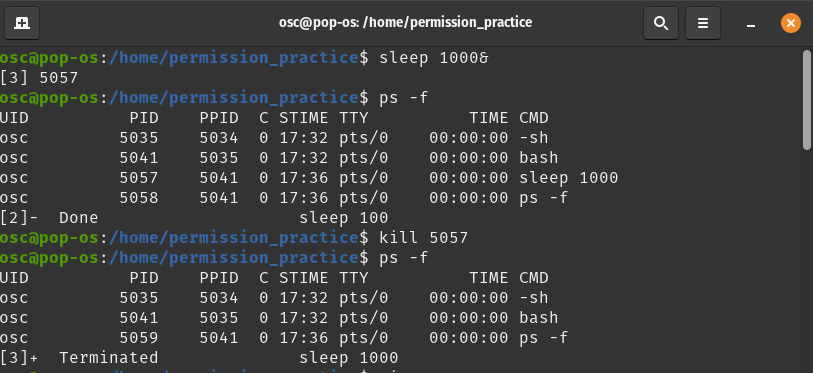 osc@pop-os: /home/permission_practice
osc@pop-os:/home/permission_practice$ sleep 1000&
[3] 5057
osc@pop-os:/home/permission_practice$ ps -f
UID          PID    PPID  C STIME TTY          TIME CMD
osc         5035    5034  0 17:32 pts/0    00:00:00 -sh
osc         5041    5035  0 17:32 pts/0    00:00:00 bash
osc         5057    5041  0 17:36 pts/0    00:00:00 sleep 1000
osc         5058    5041  0 17:36 pts/0    00:00:00 ps -f
[2]-  Done                    sleep 100
osc@pop-os:/home/permission_practice$ kill 5057
osc@pop-os:/home/permission_practice$ ps -f
UID          PID    PPID  C STIME TTY          TIME CMD
osc         5035    5034  0 17:32 pts/0    00:00:00 -sh
osc         5041    5035  0 17:32 pts/0    00:00:00 bash
osc         5059    5041  0 17:36 pts/0    00:00:00 ps -f
[3]+  Terminated              sleep 1000